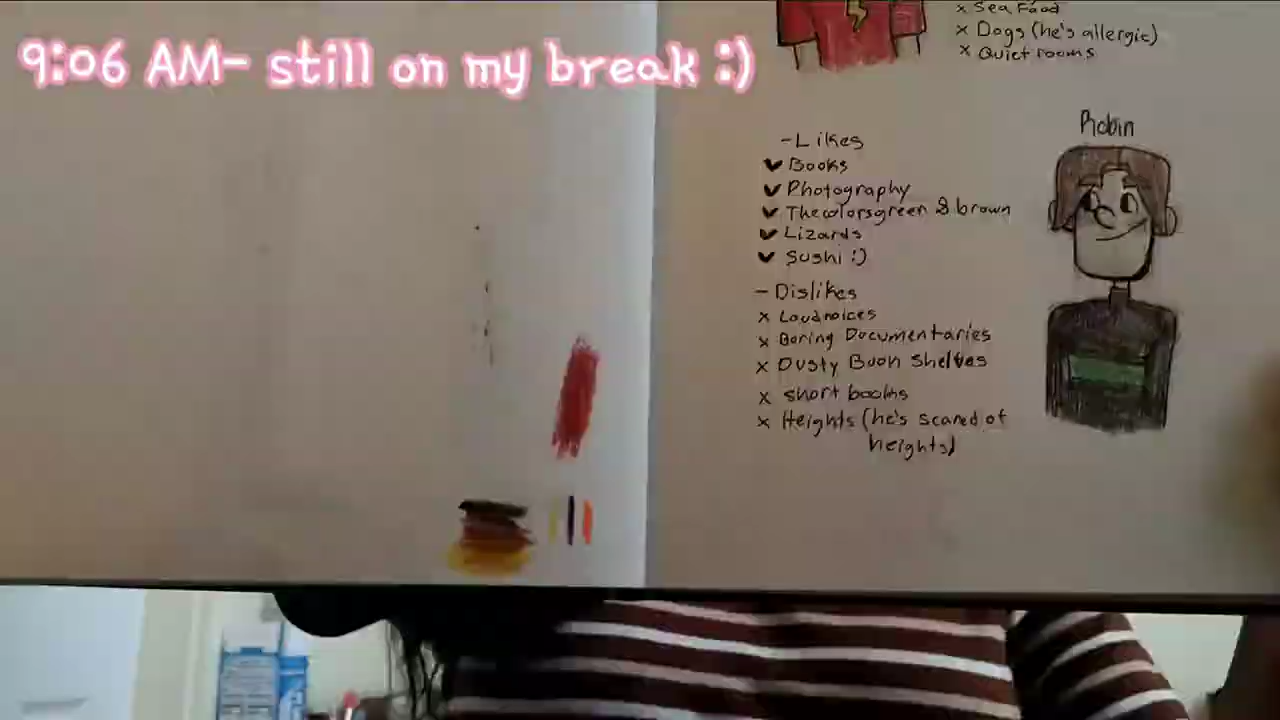 9:06 AM- still on my break :)
x Sea Food
x Dogs (he's allergic)
x Quiet rooms
Robin
- Likes
Books
Photography
The colors green & brown
Lizards
Sushi :)
- Dislikes
x Loud noices
x Boring Documentaries
x Dusty Book Shelves
x short books
x Heights (he's scared of
heights)